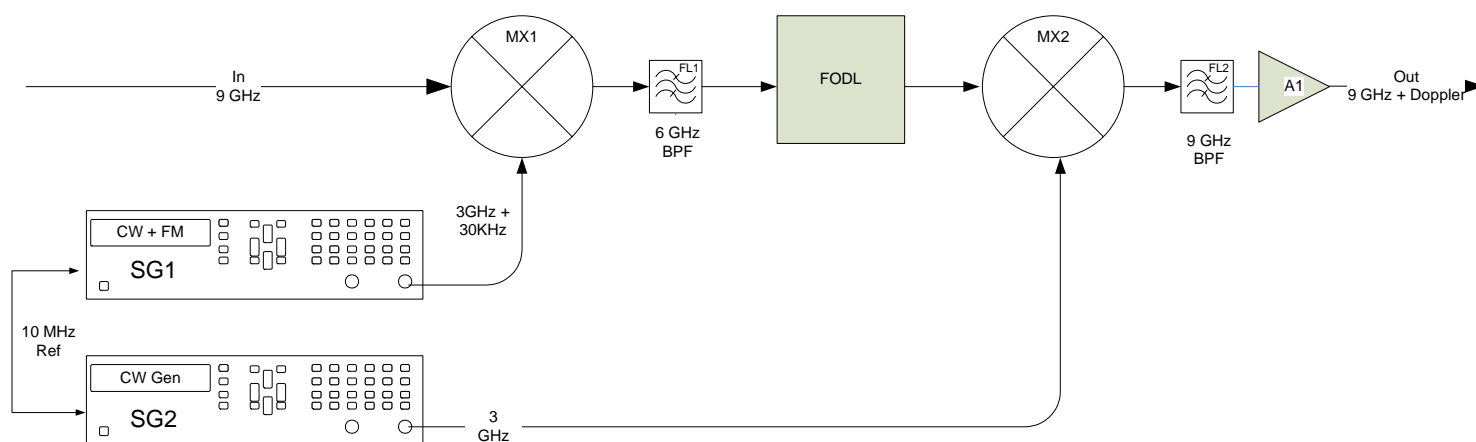 In
9 GHz
MX1
FL1
6 GHz
BPF
FODL
MX2
FL2
9 GHz
BPF
A1
Out
9 GHz + Doppler
CW + FM
SG1
3GHz +
30KHz
10 MHz
Ref
CW Gen
SG2
3
GHz